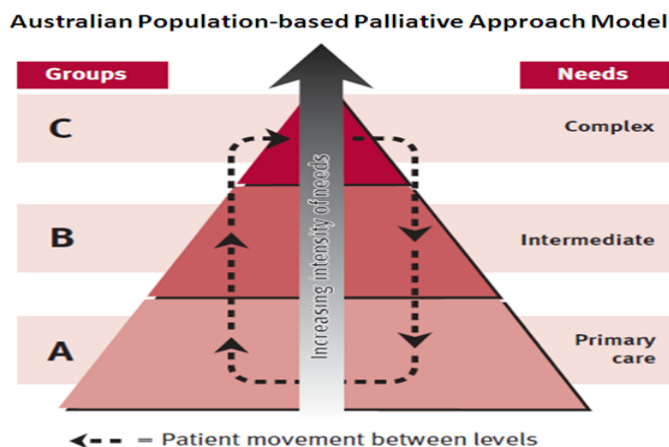 Australian Population-based Palliative Approach Model
Groups
Needs
C
Complex
B
Intermediate
A
Primary
care
Increasing intensity of needs
= Patient movement between levels